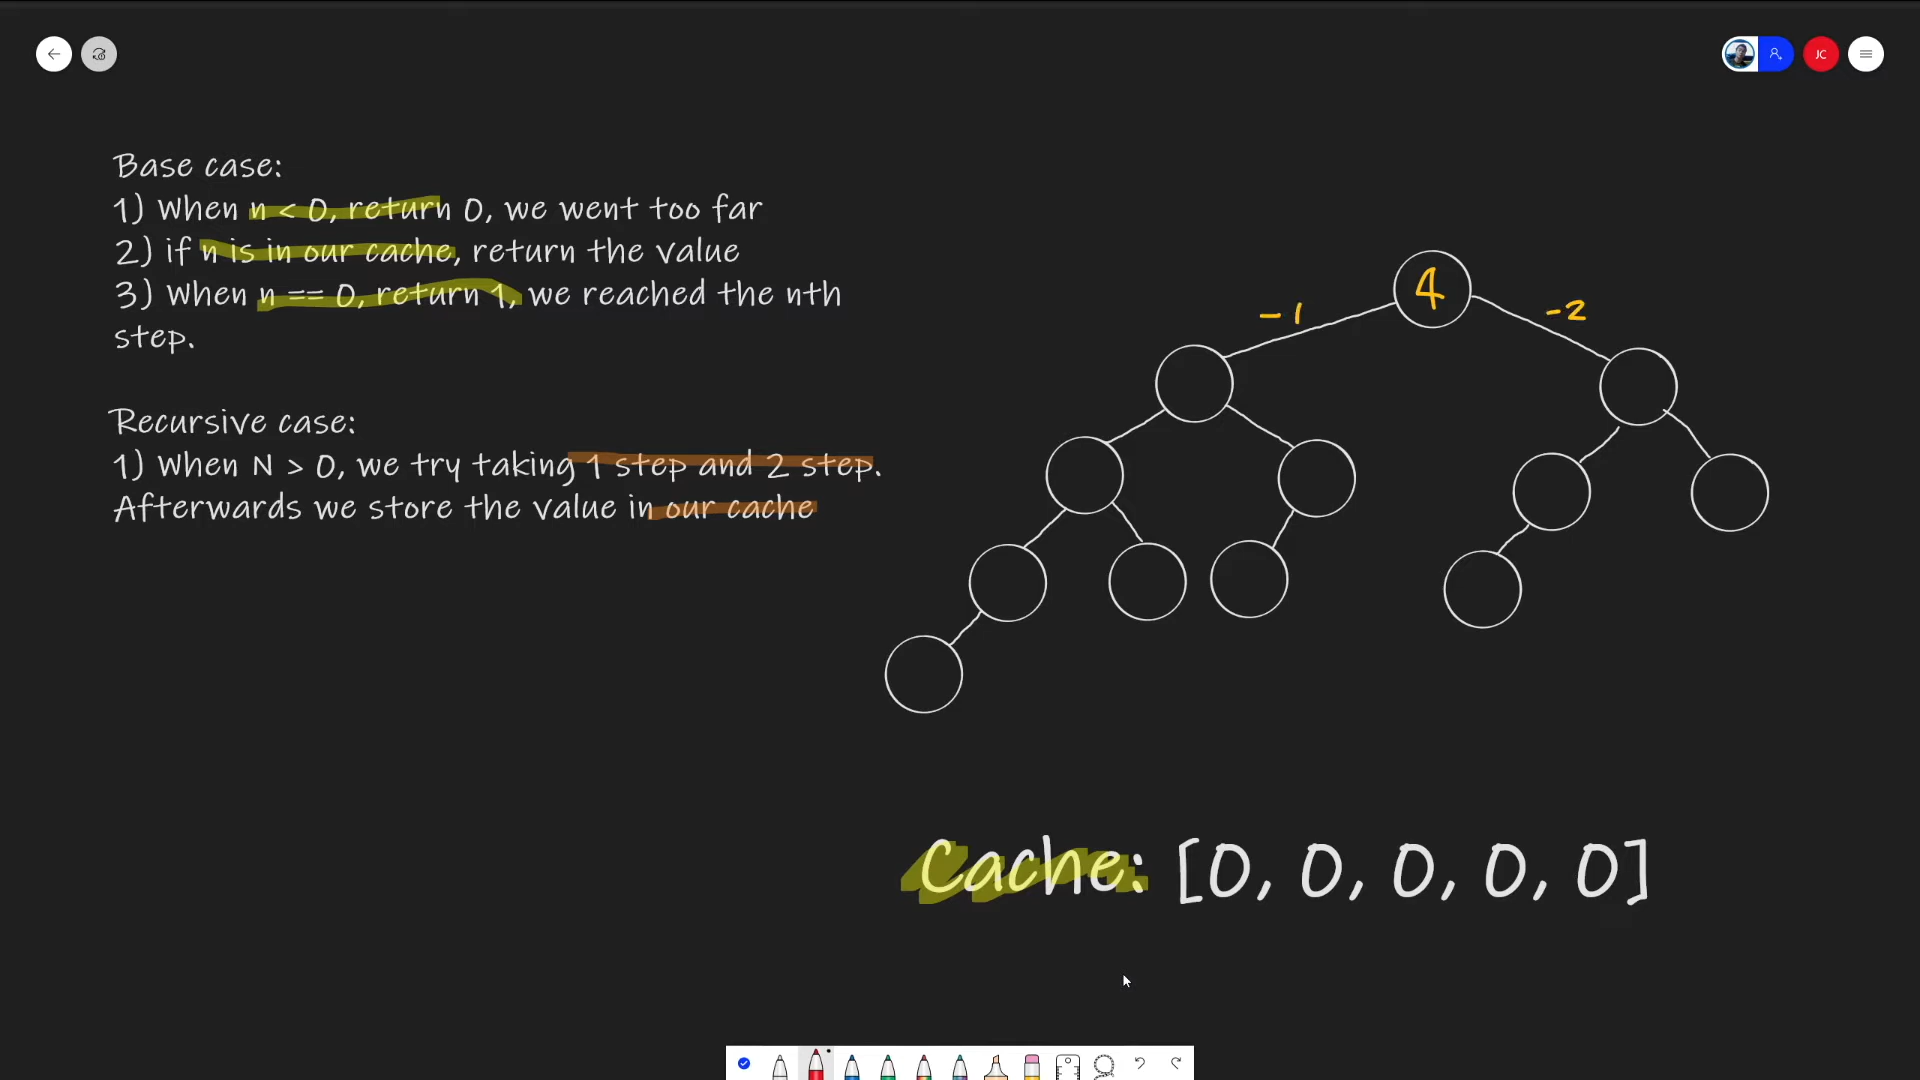 JC
Base case:
1) When n < 0, return 0, we went too far
2) if n is in our cache, return the value
3) When n == 0, return 1, we reached the nth
step.
4
-1
-2
Recursive case:
1) When N > 0, we try taking 1 step and 2 step.
Afterwards we store the value in our cache
Cache: [0, 0, 0, 0, 0]